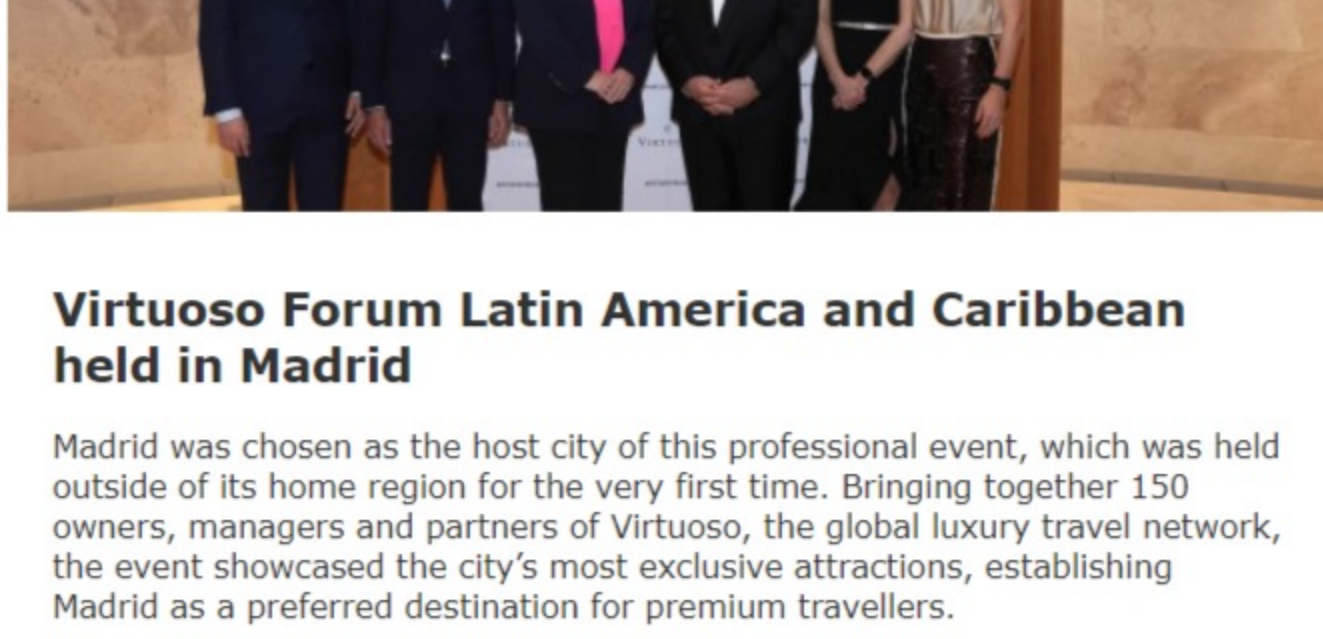 Virtuoso Forum Latin America and Caribbean
held in Madrid
Madrid was chosen as the host city of this professional event, which was held
outside of its home region for the very first time. Bringing together 150
owners, managers and partners of Virtuoso, the global luxury travel network,
the event showcased the city’s most exclusive attractions, establishing
Madrid as a preferred destination for premium travellers.